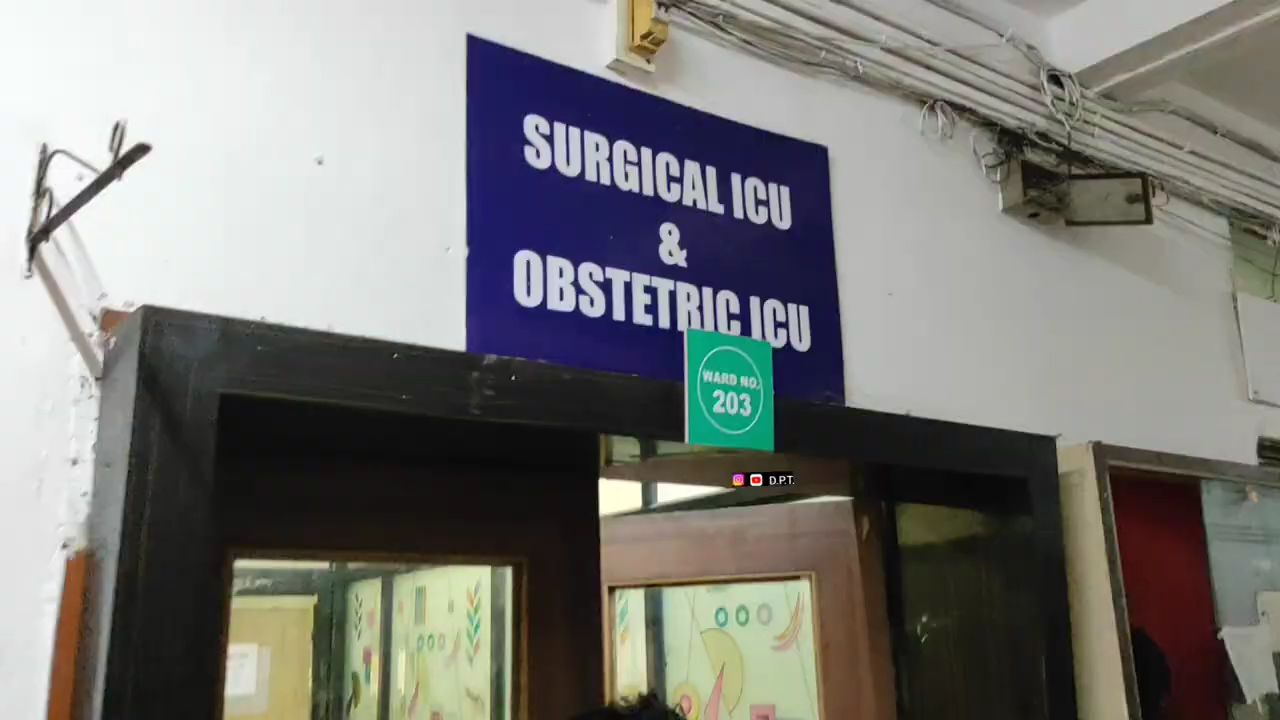 SURGICAL ICU
&
OBSTETRIC ICU
WARD NO.
203
D.P.T.